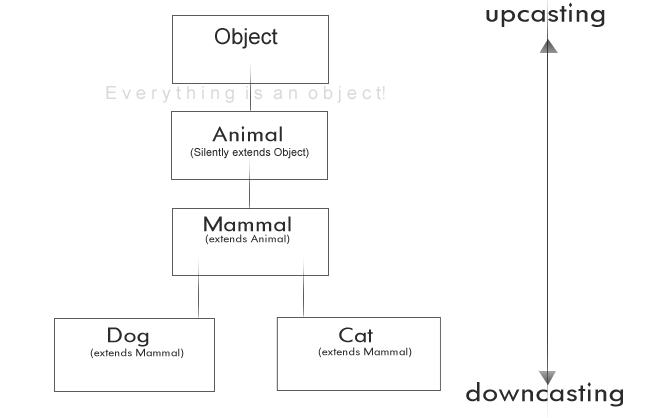 upcasting
Object
Everything is an object!
Animal
(Silently extends Object)
Mammal
(extends Animal)
Dog
(extends Mammal)
Cat
(extends Mammal)
downcasting